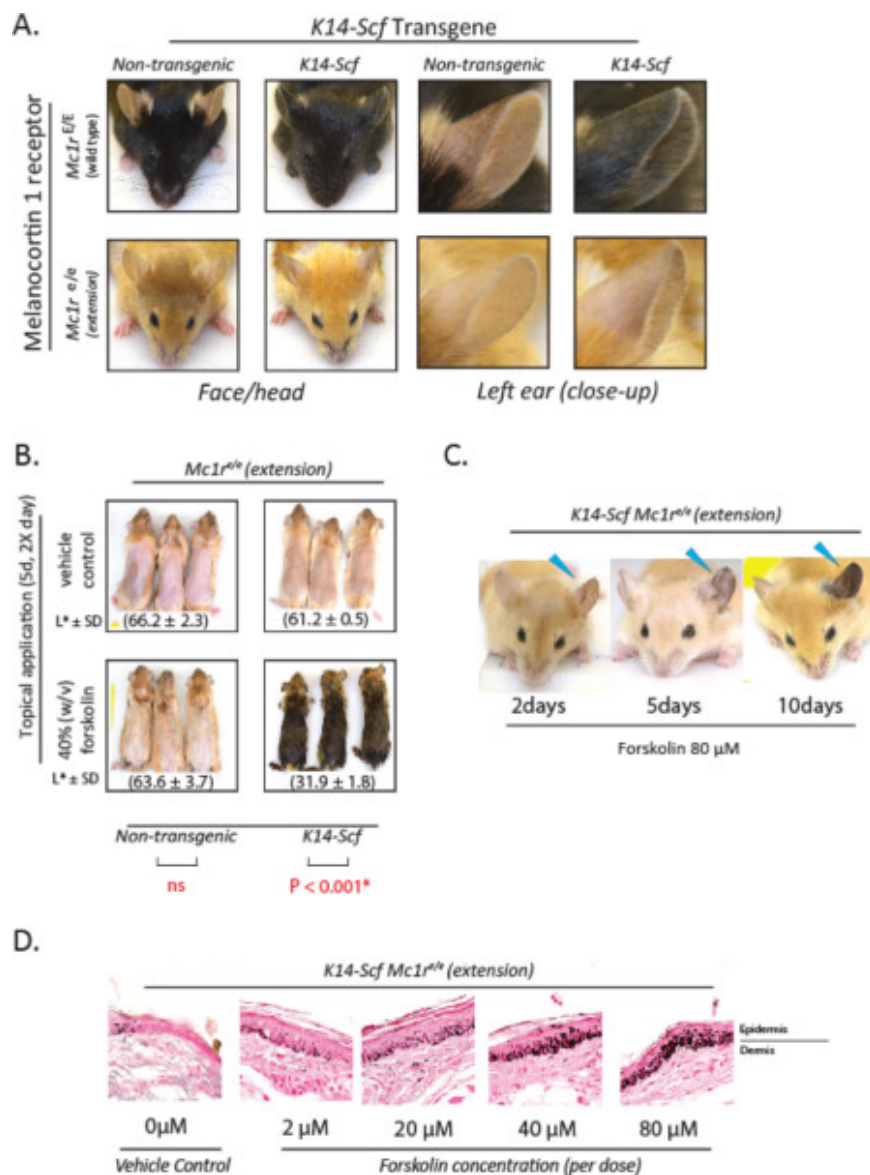 A.
K14-Scf Transgene
Non-transgenic K14-Scf Non-transgenic K14-Scf
Melanocortin 1 receptor
Mc1r E/E
(wild type)
Mc1r e/e
(extension)
Face/head Left ear (close-up)
B.
Mc1r e/e (extension)
Topical application (5d, 2X day)
vehicle
control
L* ± SD (66.2 ± 2.3) (61.2 ± 0.5)
40% (w/v)
forskolin
L* ± SD (63.6 ± 3.7) (31.9 ± 1.8)
Non-transgenic K14-Scf
ns P < 0.001*
C.
K14-Scf Mc1r e/e (extension)
2days 5days 10days
Forskolin 80 µM
D.
K14-Scf Mc1r e/e (extension)
Epidermis
Dermis
0µM 2 µM 20 µM 40 µM 80 µM
Vehicle Control Forskolin concentration (per dose)